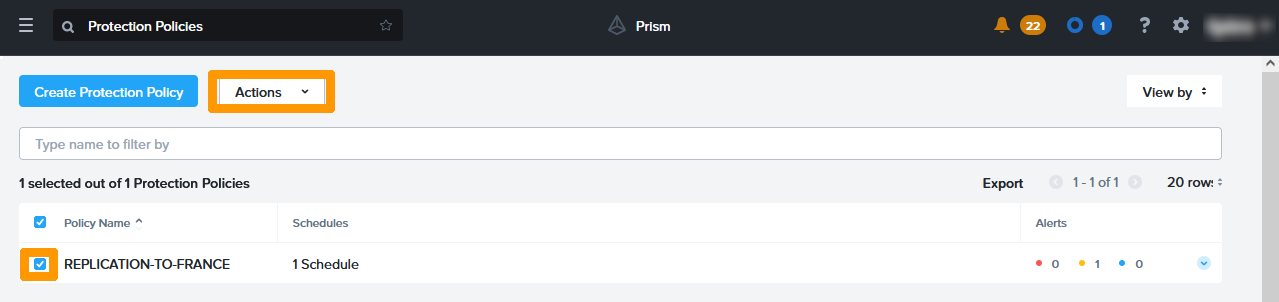 Protection Policies
Prism
22
1
?
Create Protection Policy
Actions
View by
Type name to filter by
1 selected out of 1 Protection Policies
Export
1 - 1 of 1
20 rows
Policy Name
Schedules
Alerts
REPLICATION-TO-FRANCE
1 Schedule
0
1
0